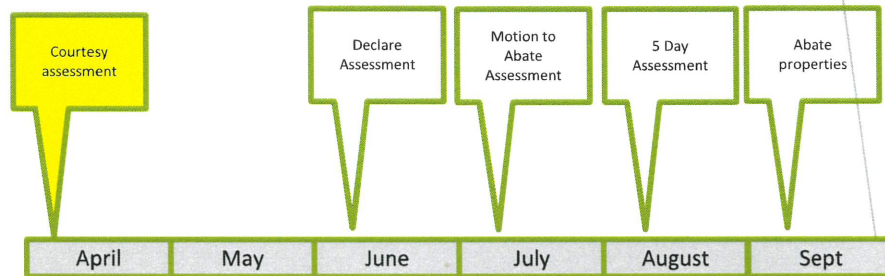 Courtesy
assessment
Declare
Assessment
Motion to
Abate
Assessment
5 Day
Assessment
Abate
properties
April
May
June
July
August
Sept